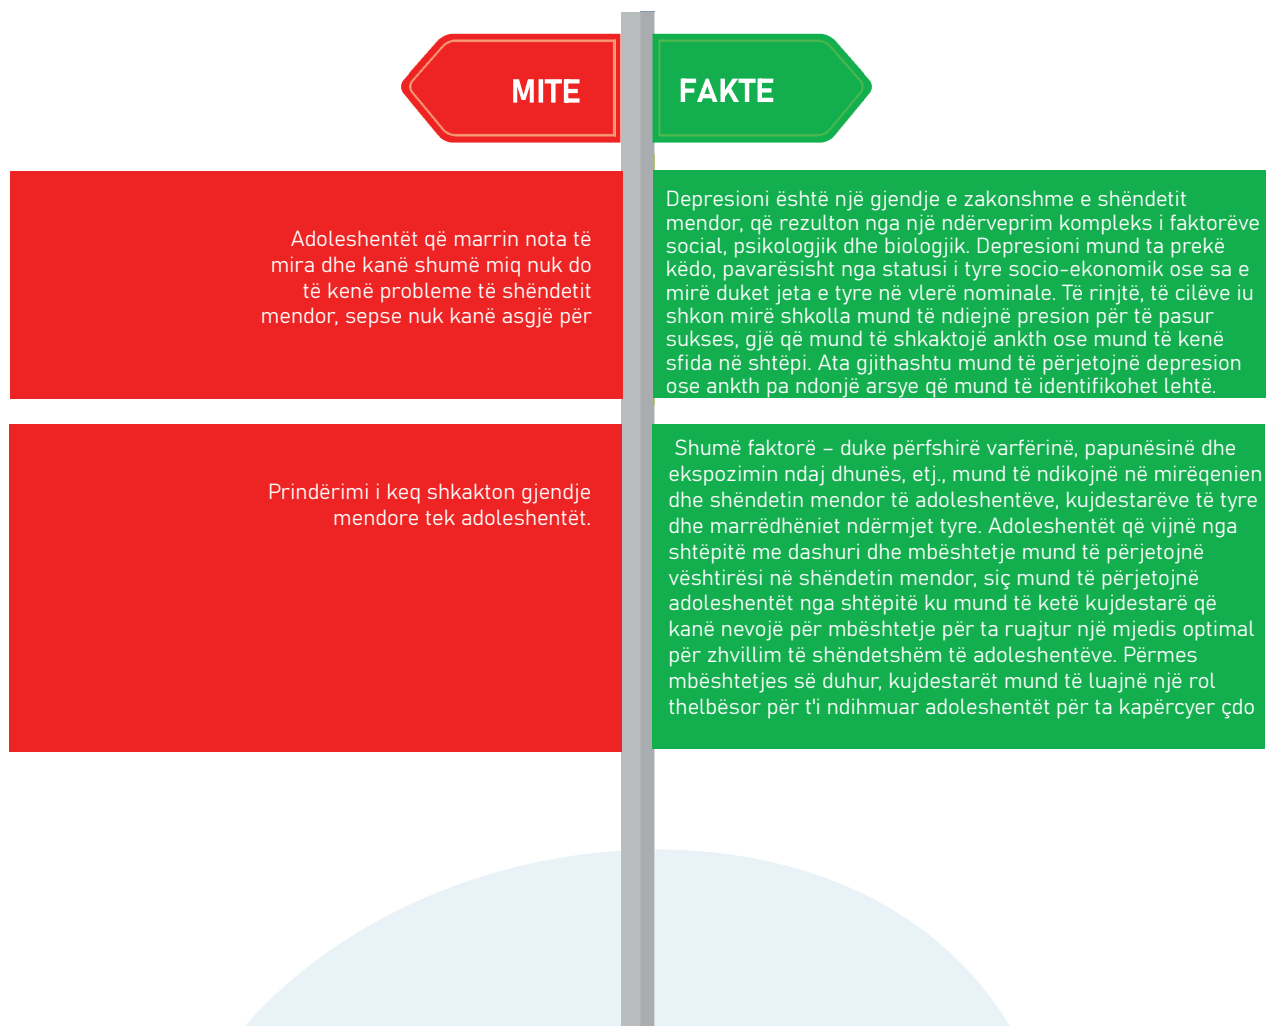 MITE
FAKTE
Adoleshentët që marrin nota të
mira dhe kanë shumë miq nuk do
të kenë probleme të shëndetit
mendor, sepse nuk kanë asgjë për
Depresioni është një gjendje e zakonshme e shëndetit
mendor, që rezulton nga një ndërveprim kompleks i faktorëve
social, psikologjik dhe biologjik. Depresioni mund ta prekë
këdo, pavarësisht nga statusi i tyre socio-ekonomik ose sa e
mirë duket jeta e tyre në vlerë nominale. Të rinjtë, të cilëve iu
shkon mirë shkolla mund të ndiejnë presion për të pasur
sukses, gjë që mund të shkaktojë ankth ose mund të kenë
sfida në shtëpi. Ata gjithashtu mund të përjetojnë depresion
ose ankth pa ndonjë arsye që mund të identifikohet lehtë.
Prindërimi i keq shkakton gjendje
mendore tek adoleshentët.
Shumë faktorë – duke përfshirë varfërinë, papunësinë dhe
ekspozimin ndaj dhunës, etj., mund të ndikojnë në mirëqenien
dhe shëndetin mendor të adoleshentëve, kujdestarëve të tyre
dhe marrëdhëniet ndërmjet tyre. Adoleshentët që vijnë nga
shtëpitë me dashuri dhe mbështetje mund të përjetojnë
vështirësi në shëndetin mendor, siç mund të përjetojnë
adoleshentët nga shtëpitë ku mund të ketë kujdestarë që
kanë nevojë për mbështetje për ta ruajtur një mjedis optimal
për zhvillim të shëndetshëm të adoleshentëve. Përmes
mbështetjes së duhur, kujdestarët mund të luajnë një rol
thelbësor për t'i ndihmuar adoleshentët për ta kapërcyer çdo